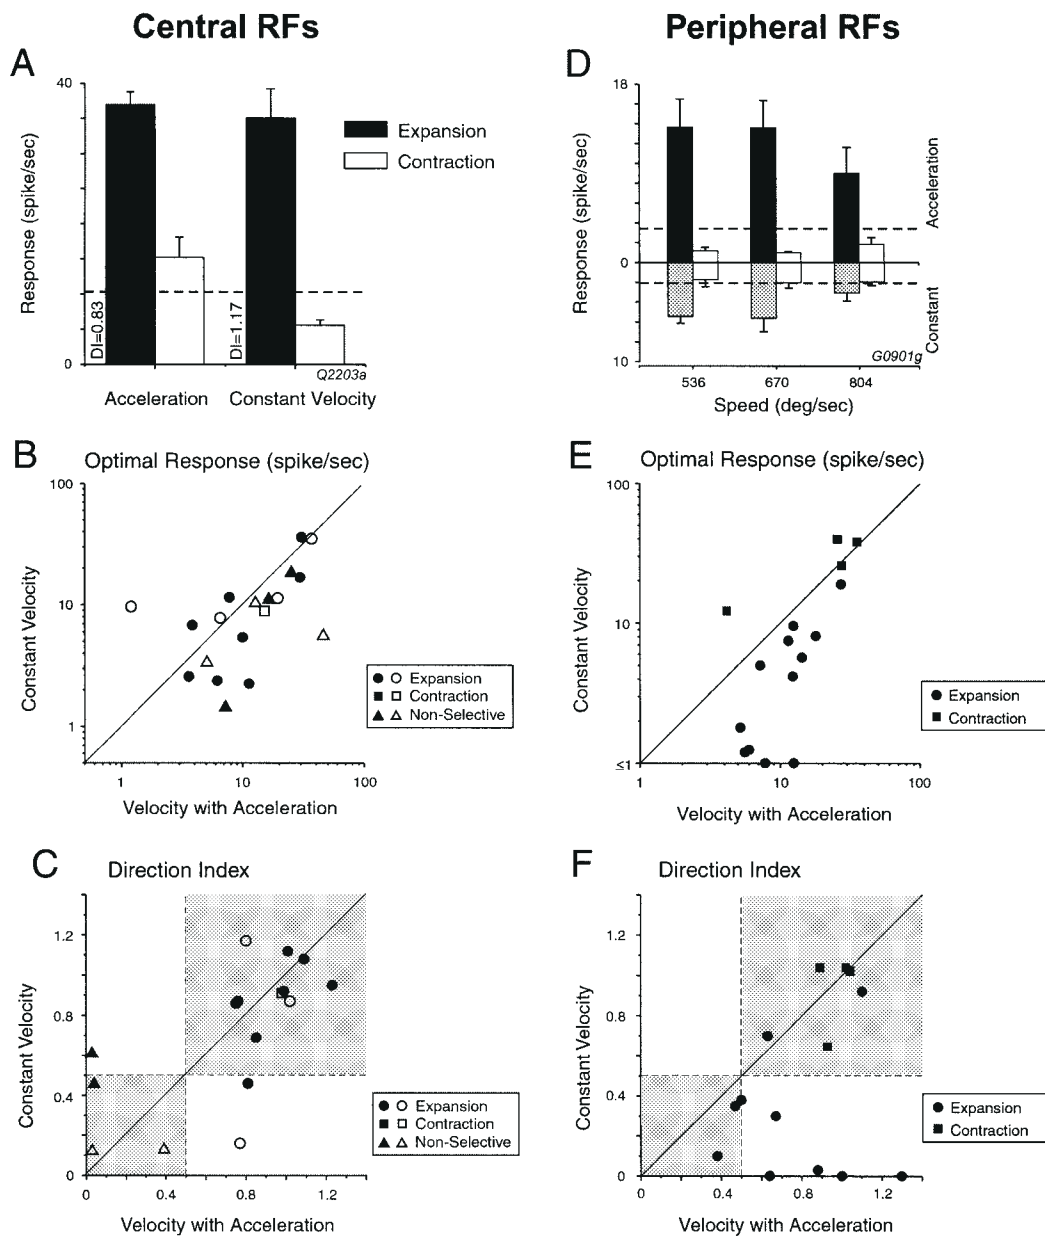 Central RFs
Peripheral RFs
A
40
Response (spike/sec)
0
DI=0.83
DI=1.17
Expansion
Contraction
Q2203a
Acceleration
Constant Velocity
D
18
Response (spike/sec)
0
10
Acceleration
Constant
G0901g
536
670
804
Speed (deg/sec)
B
Optimal Response (spike/sec)
100
10
1
Constant Velocity
1
10
100
Velocity with Acceleration
Expansion
Contraction
Non-Selective
E
Optimal Response (spike/sec)
100
10
≤1
Constant Velocity
1
10
100
Velocity with Acceleration
Expansion
Contraction
C
Direction Index
1.2
0.8
0.4
0
Constant Velocity
0
0.4
0.8
1.2
Velocity with Acceleration
Expansion
Contraction
Non-Selective
F
Direction Index
1.2
0.8
0.4
0
Constant Velocity
0
0.4
0.8
1.2
Velocity with Acceleration
Expansion
Contraction